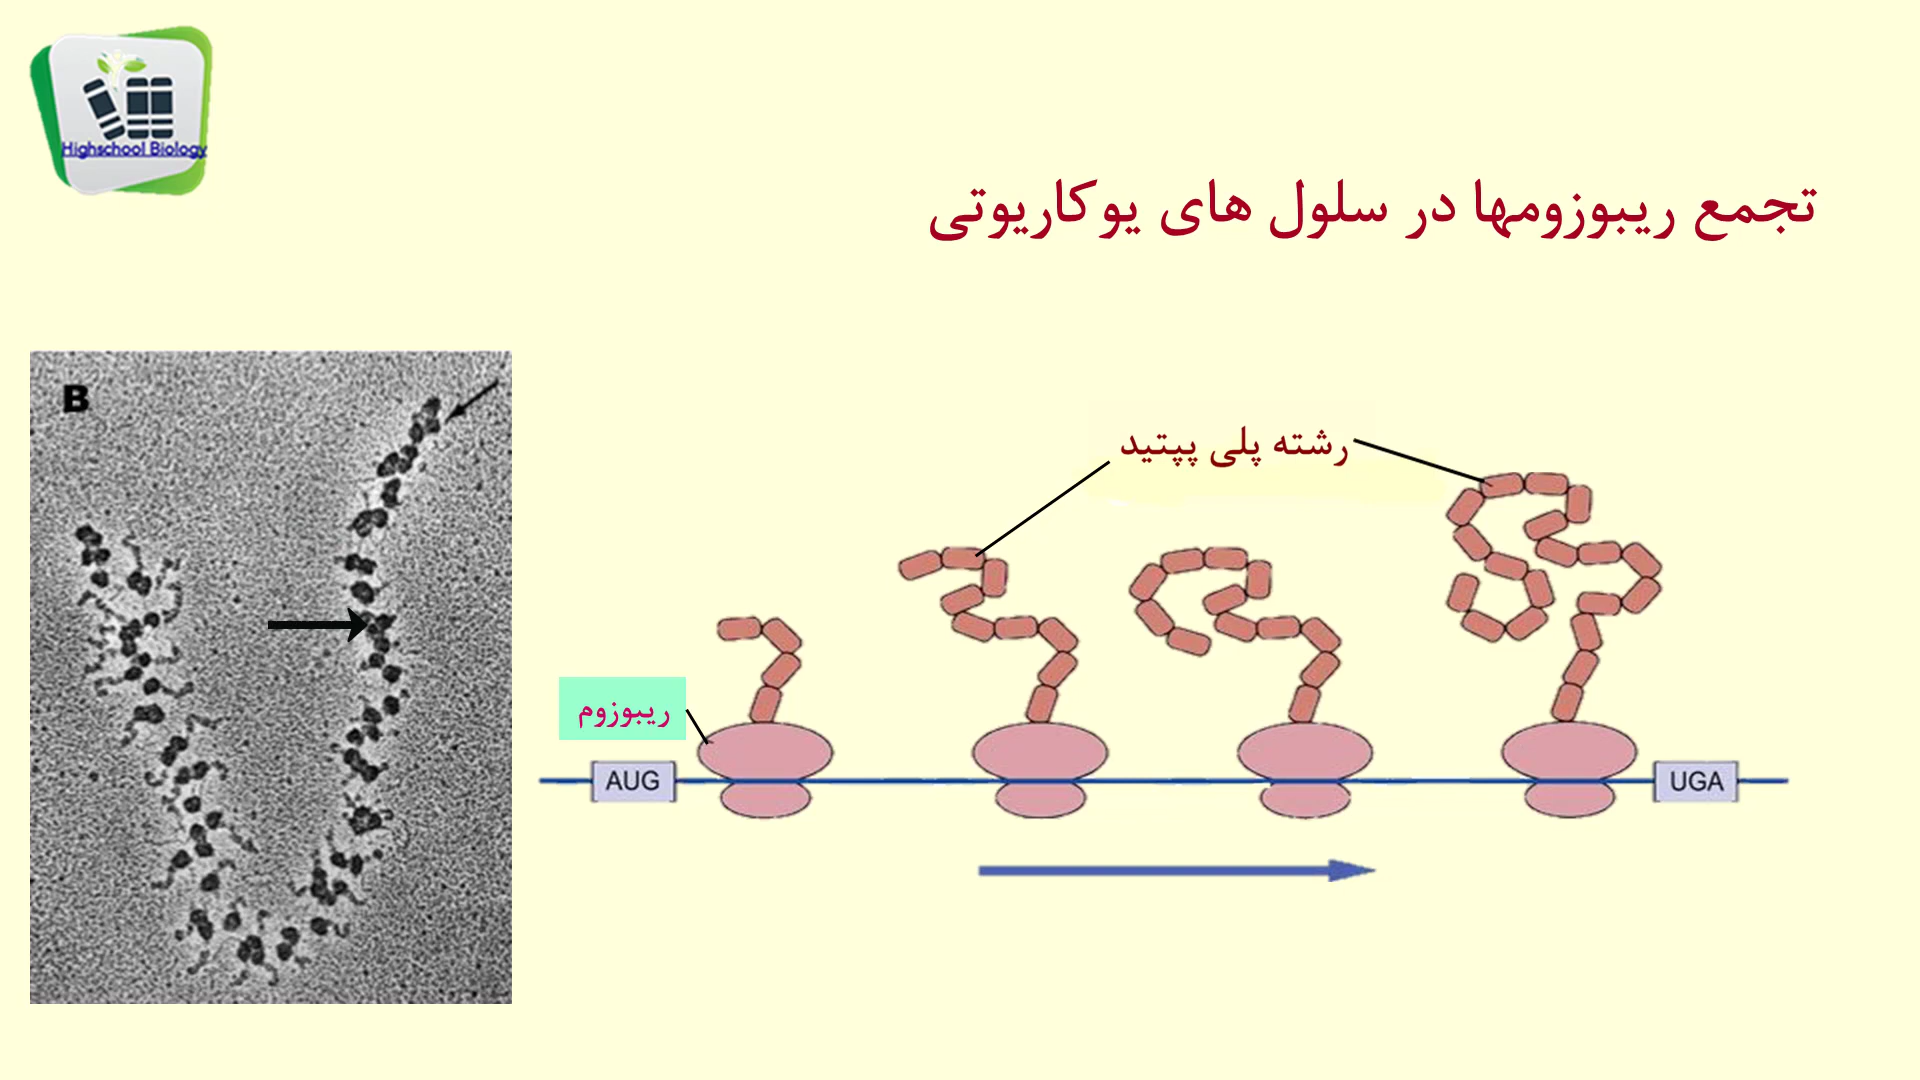 Highschool Biology
تجمع ریبوزومها در سلول های یوکاریوتی
B
رشته پلی پپتید
ریبوزوم
AUG
UGA